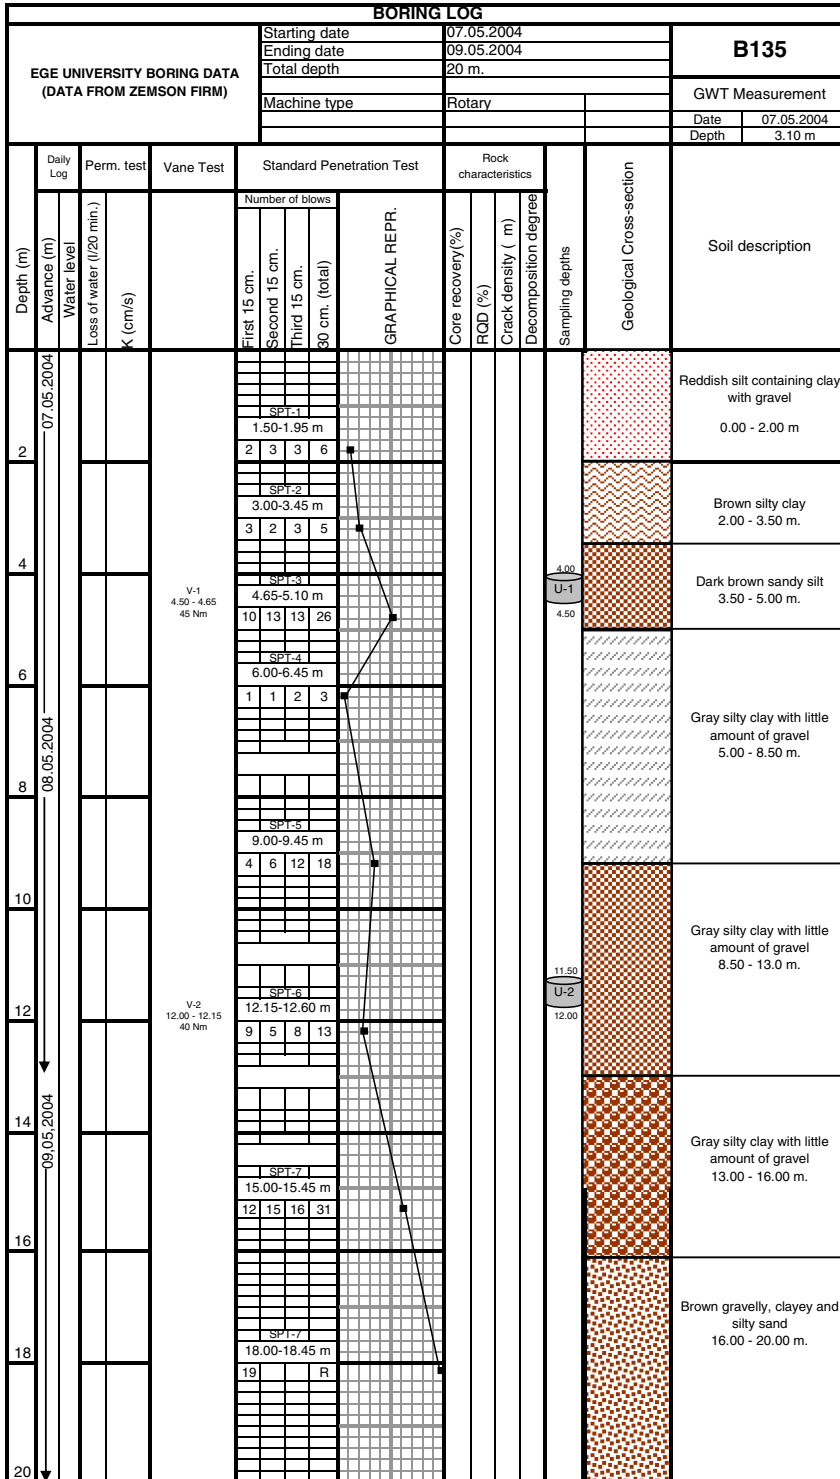 BORING LOG
EGE UNIVERSITY BORING DATA
(DATA FROM ZEMSON FIRM)
Starting date 07.05.2004
Ending date 09.05.2004
Total depth 20 m.
Machine type Rotary
B135
GWT Measurement
Date 07.05.2004
Depth 3.10 m
Depth (m)
Daily
Log
Advance (m)
Water level
Perm. test
Loss of water (l/20 min.)
K (cm/s)
Vane Test
Standard Penetration Test
Number of blows
First 15 cm.
Second 15 cm.
Third 15 cm.
30 cm. (total)
GRAPHICAL REPR.
Rock
characteristics
Core recovery(%)
RQD (%)
Crack density ( m)
Decomposition degree
Sampling depths
Geological Cross-section
Soil description
07.05.2004
08.05.2004
09,05,2004
2
4
6
8
10
12
14
16
18
20
V-1
4.50 - 4.65
45 Nm
V-2
12.00 - 12.15
40 Nm
SPT-1
1.50-1.95 m
2 3 3 6
SPT-2
3.00-3.45 m
3 2 3 5
SPT-3
4.65-5.10 m
10 13 13 26
SPT-4
6.00-6.45 m
1 1 2 3
SPT-5
9.00-9.45 m
4 6 12 18
SPT-6
12.15-12.60 m
9 5 8 13
SPT-7
15.00-15.45 m
12 15 16 31
SPT-7
18.00-18.45 m
19 R
4.00
U-1
4.50
11.50
U-2
12.00
Reddish silt containing clay
with gravel
0.00 - 2.00 m
Brown silty clay
2.00 - 3.50 m.
Dark brown sandy silt
3.50 - 5.00 m.
Gray silty clay with little
amount of gravel
5.00 - 8.50 m.
Gray silty clay with little
amount of gravel
8.50 - 13.0 m.
Gray silty clay with little
amount of gravel
13.00 - 16.00 m.
Brown gravelly, clayey and
silty sand
16.00 - 20.00 m.